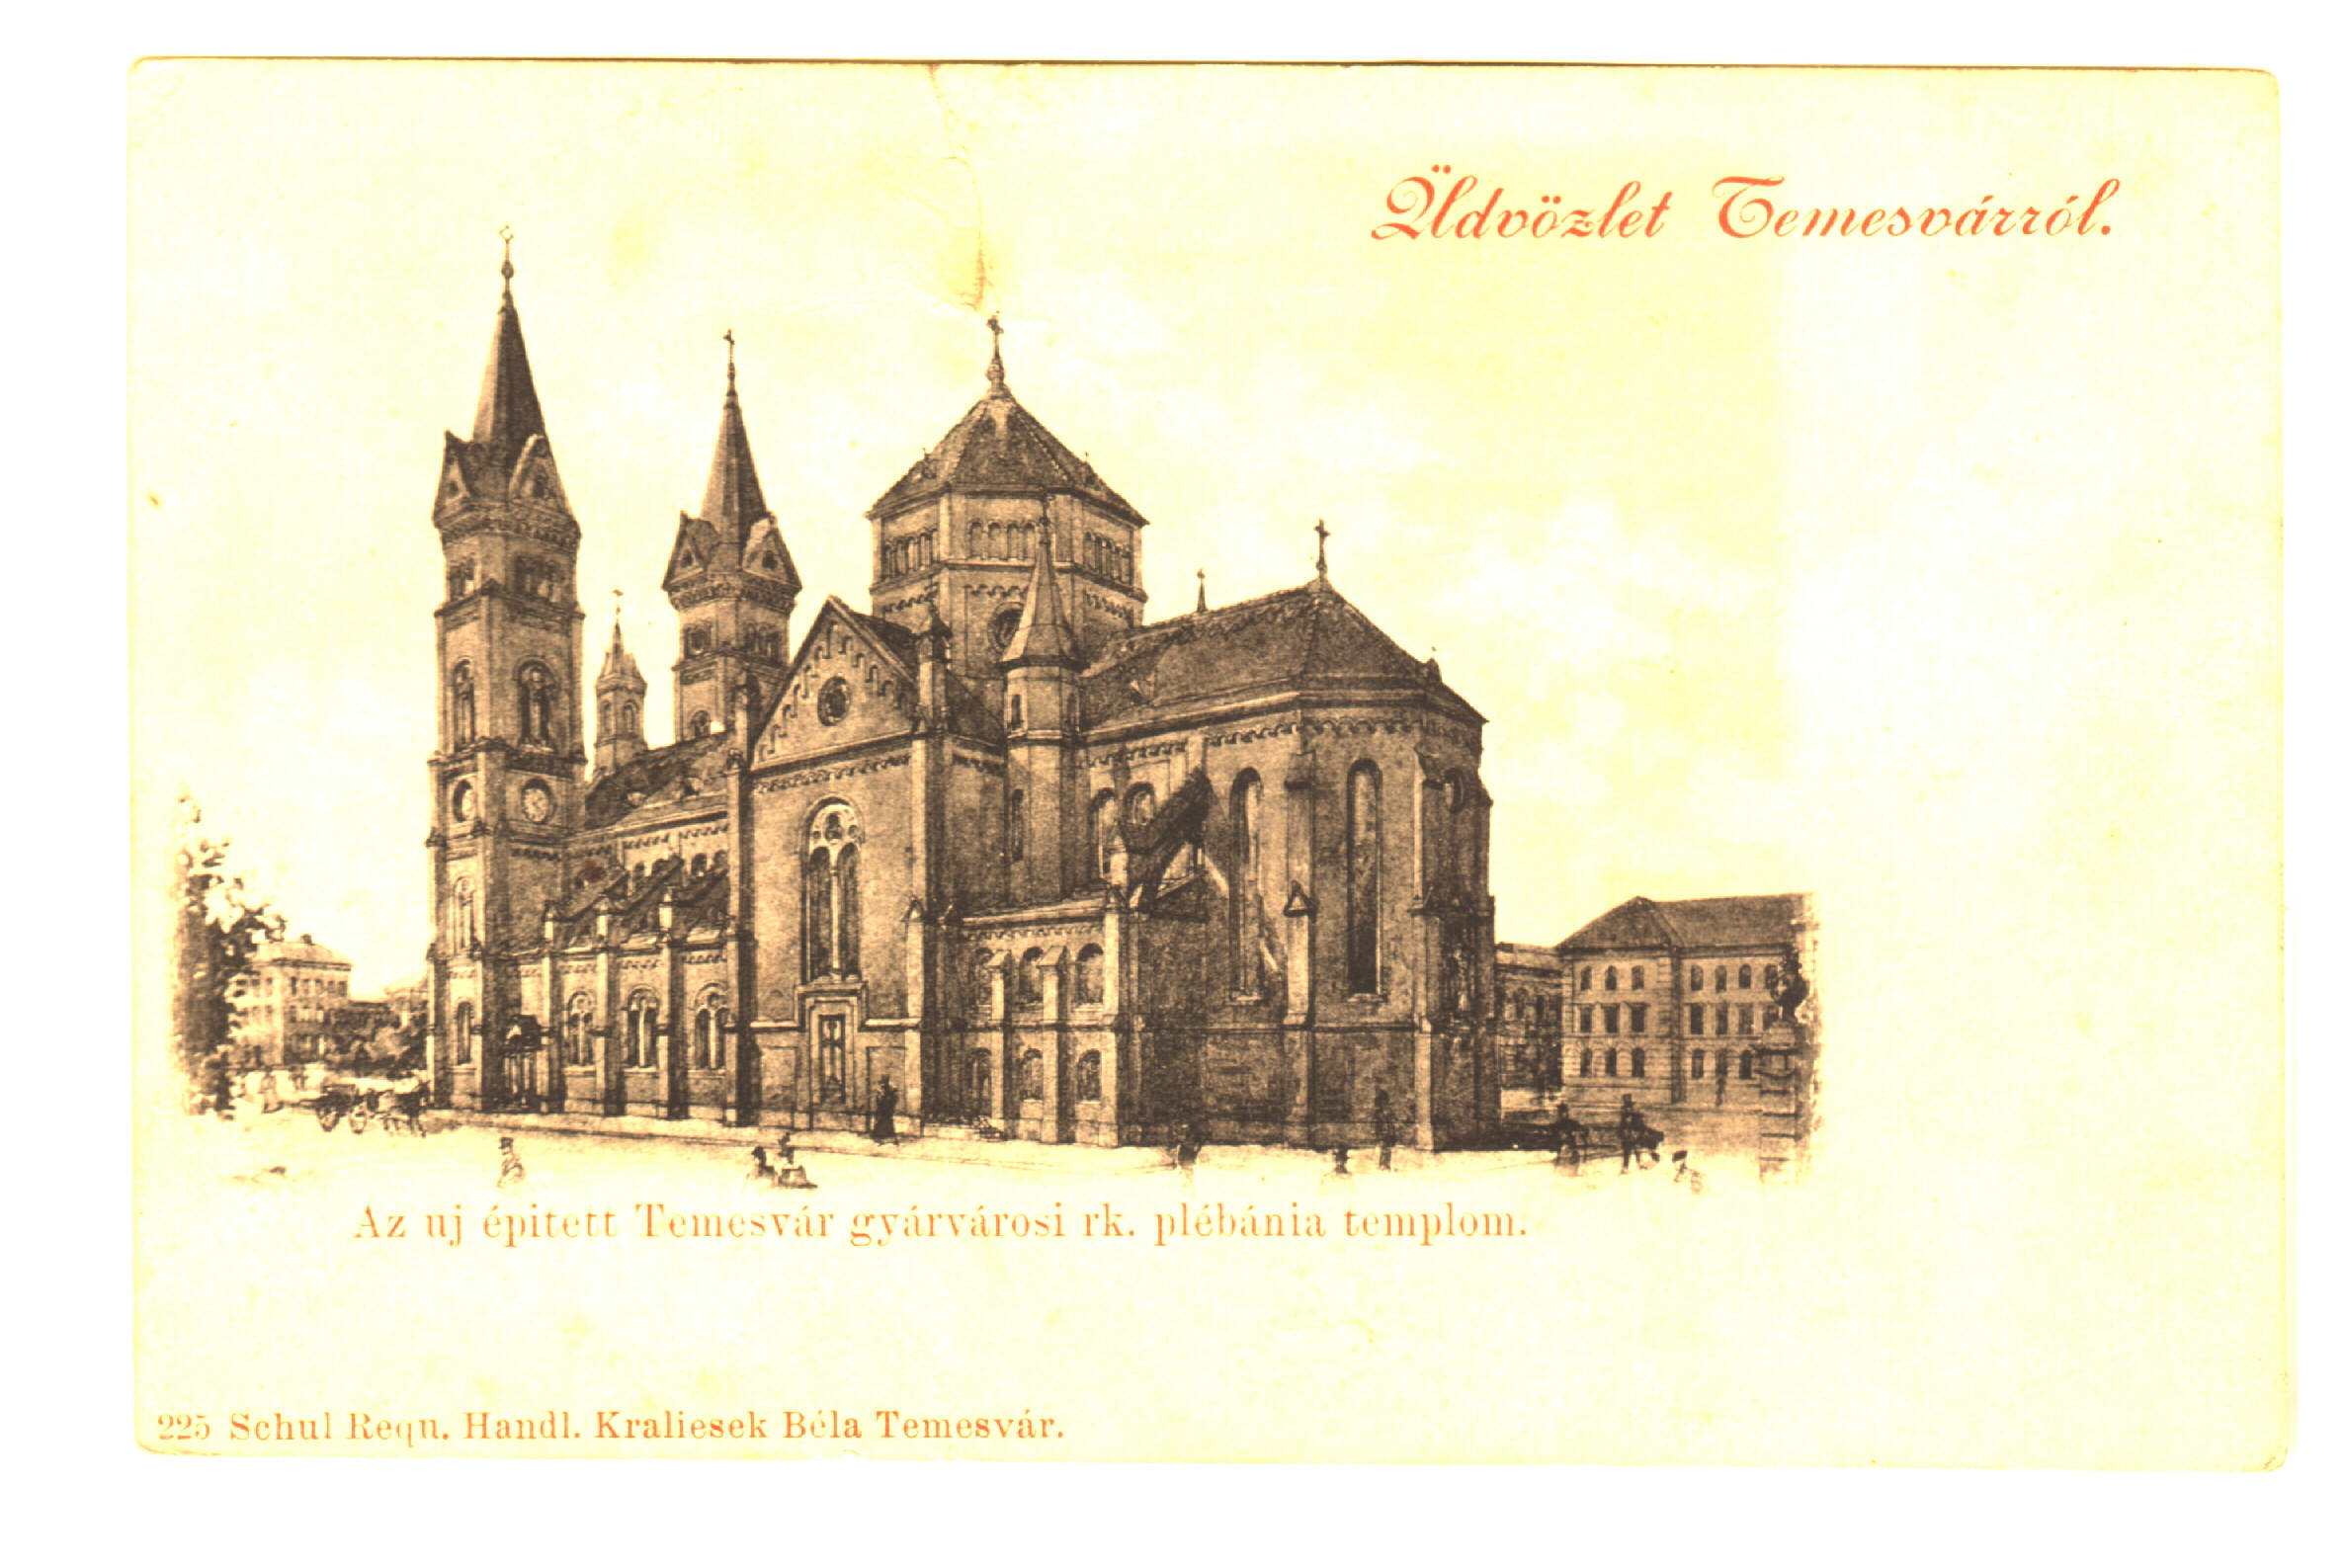 Üdvözlet Temesvárról.
Az uj épitett Temesvár gyárvárosi rk. plébánia templom.
225 Schul Requ. Handl. Kraliesek Béla Temesvár.